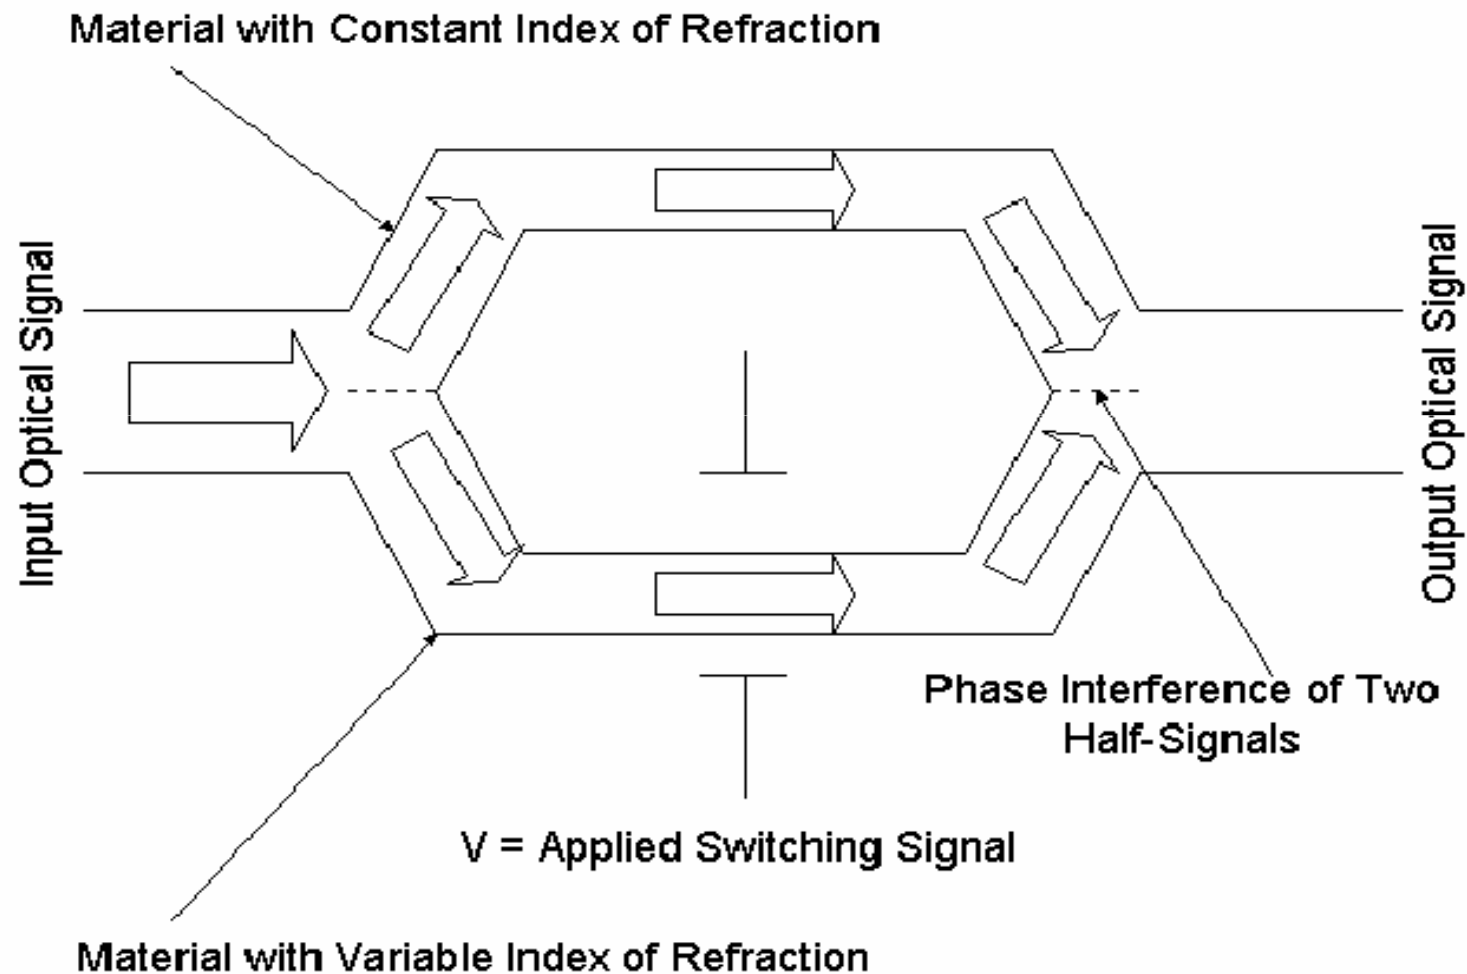 Material with Constant Index of Refraction
Input Optical Signal
Output Optical Signal
Phase Interference of Two
Half-Signals
V = Applied Switching Signal
Material with Variable Index of Refraction